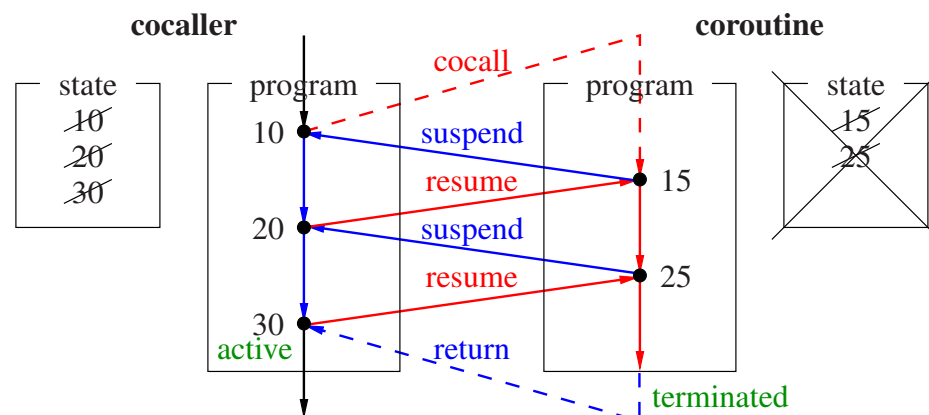 cocaller coroutine
cocall
state program program state
10 10 suspend 15
20 25
30 resume 15
20 suspend
resume 25
30
active return
terminated